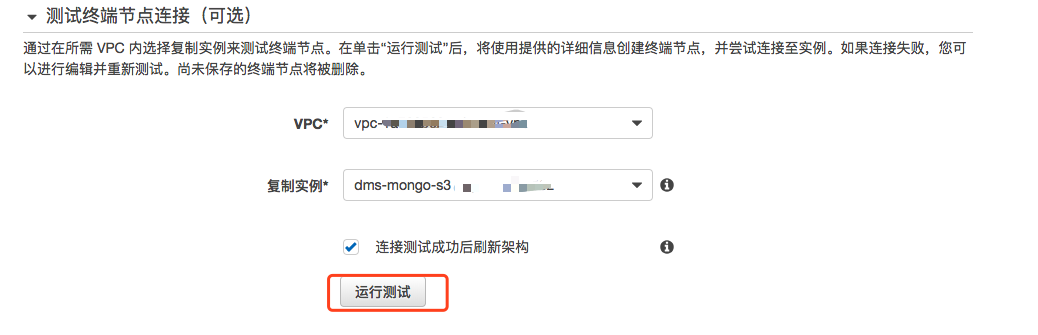 测试终端节点连接（可选）
通过在所需 VPC 内选择复制实例来测试终端节点。在单击“运行测试”后，将使用提供的详细信息创建终端节点，并尝试连接至实例。如果连接失败，您可
以进行编辑并重新测试。尚未保存的终端节点将被删除。
VPC* vpc-
复制实例* dms-mongo-s3
连接测试成功后刷新架构
运行测试